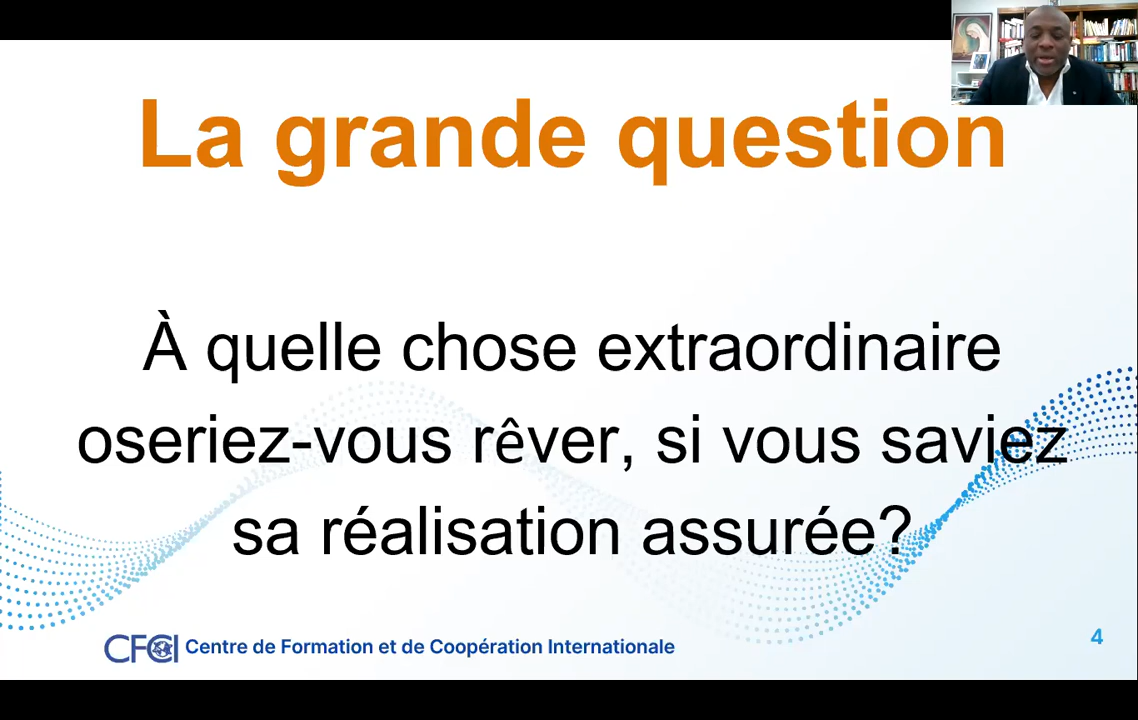 La grande question
À quelle chose extraordinaire
oseriez-vous rêver, si vous saviez
sa réalisation assurée?
CFCI Centre de Formation et de Coopération Internationale
4